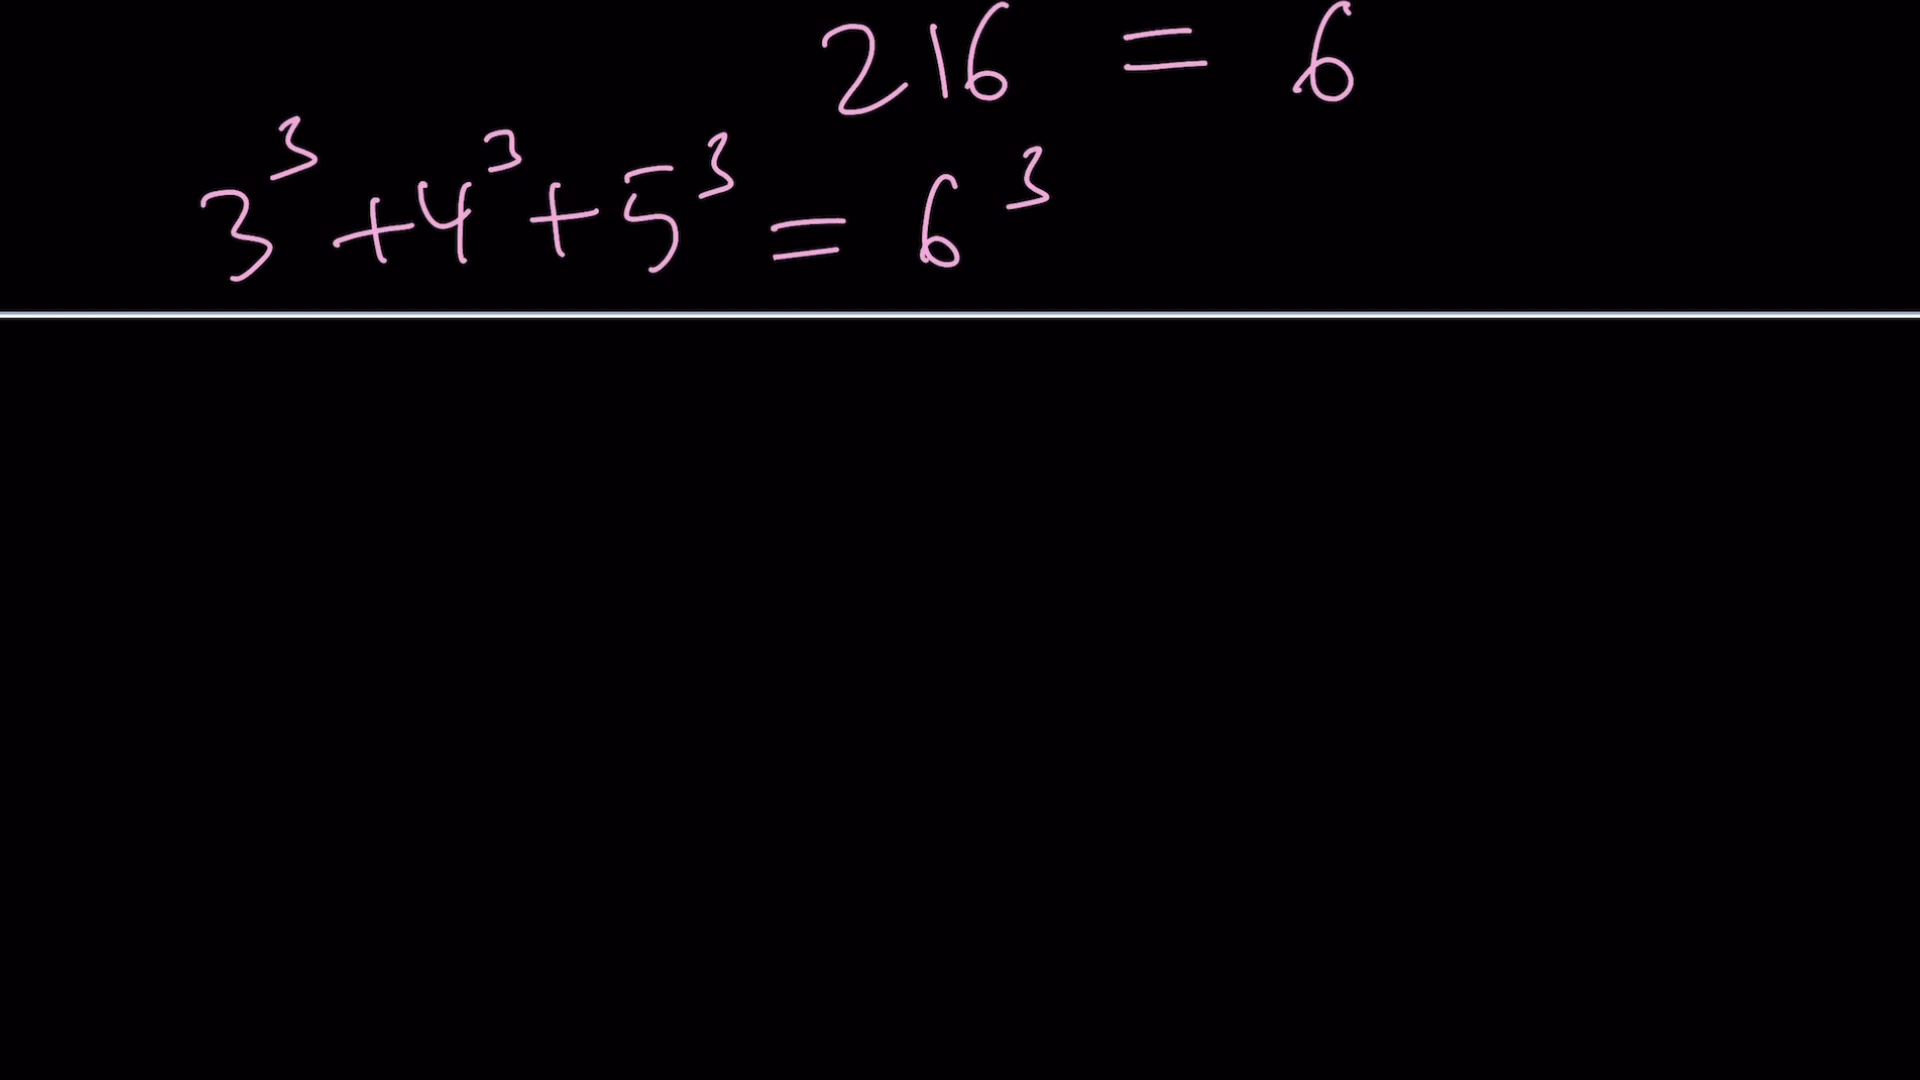 216 = 6
3³ + 4³ + 5³ = 6³